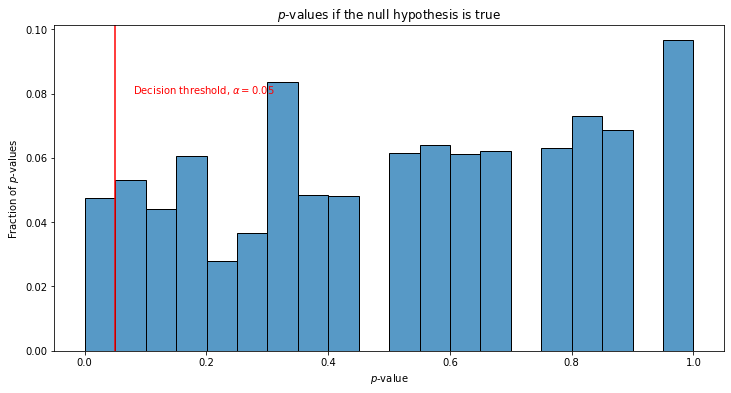 p-values if the null hypothesis is true
0.10
0.08
0.06
0.04
0.02
0.00
Fraction of p-values
Decision threshold, α = 0.05
0.0 0.2 0.4 0.6 0.8 1.0
p-value